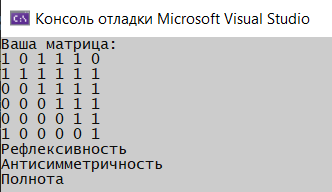 Консоль отладки Microsoft Visual Studio
Ваша матрица:
1 0 1 1 1 0
1 1 1 1 1 1
0 0 1 1 1 1
0 0 0 1 1 1
0 0 0 0 1 1
1 0 0 0 0 1
Рефлексивность
Антисимметричность
Полнота